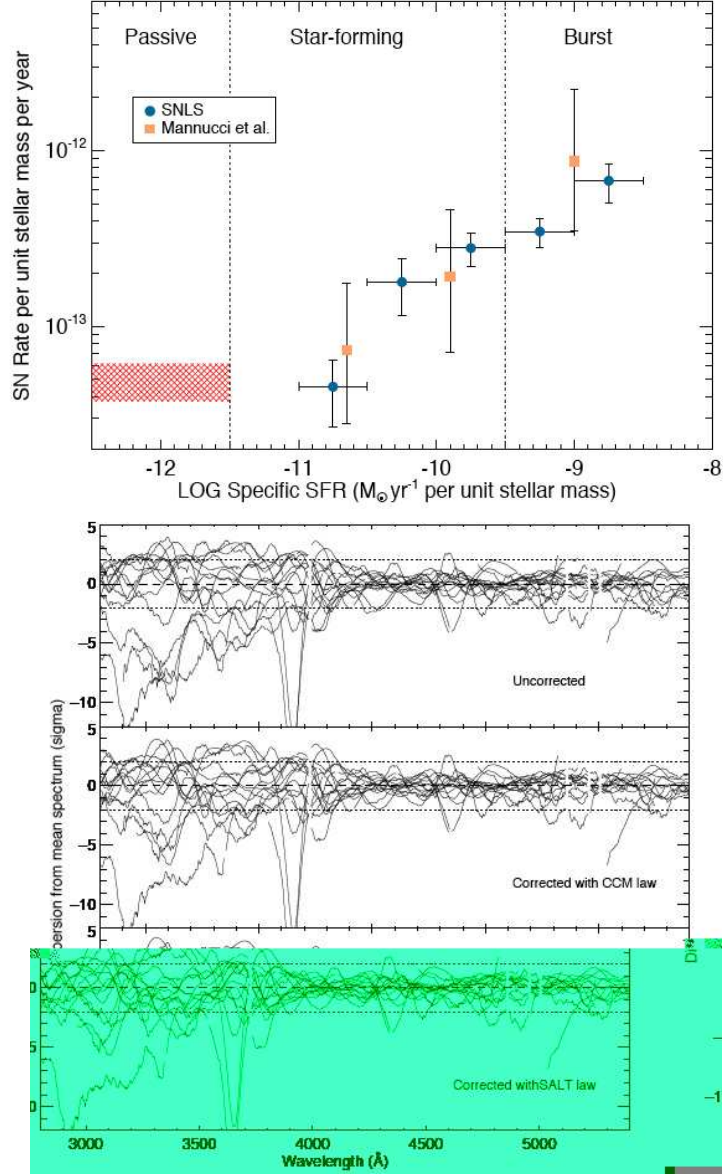 Passive Star-forming Burst
SNLS
Mannucci et al.
SN Rate per unit stellar mass per year
10-12
10-13
-12 -11 -10 -9 -8
LOG Specific SFR (M⊙ yr-1 per unit stellar mass)
5
0
−5
−10
Uncorrected
5
0
−5
−10
Corrected with CCM law
5
persion from mean spectrum (sigma)
Di
0
5
0
Corrected withSALT law
−1
3000 3500 4000 4500 5000
Wavelength (Å)